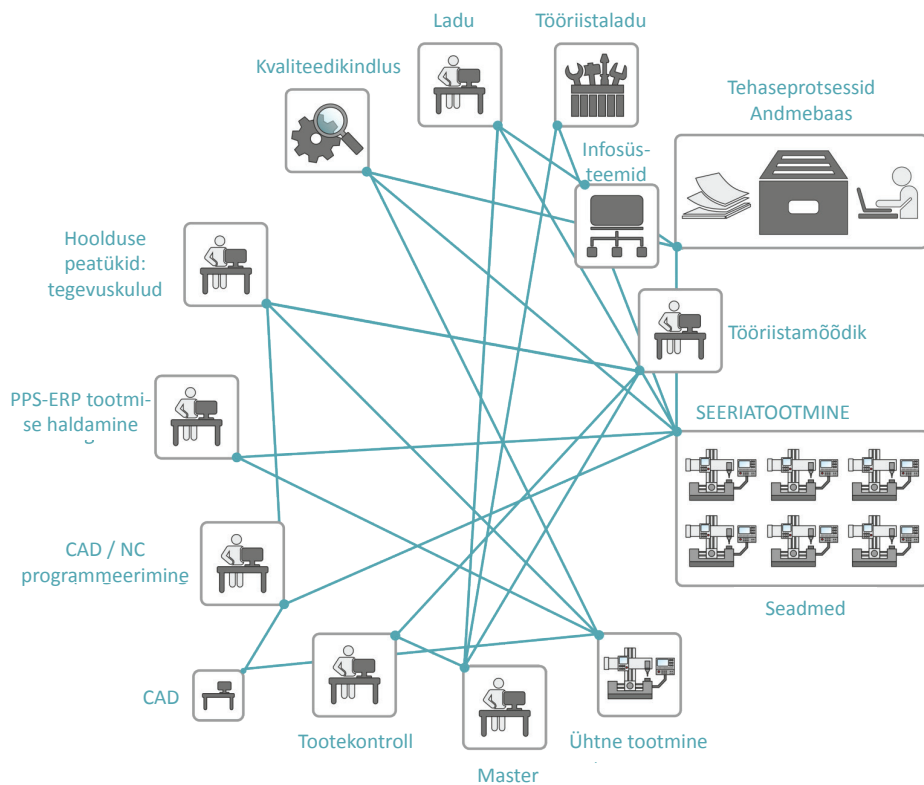 Ladu
Tööriistaladu
Kvaliteedikindlus
Tehaseprotsessid
Andmebaas
Infosüs-
teemid
Hoolduse
peatükid:
tegevuskulud
Tööriistamõõdik
PPS-ERP tootmi-
se haldamine
SEERIATOOTMINE
CAD / NC
programmeerimine
Seadmed
CAD
Tootekontroll
Ühtne tootmine
Master